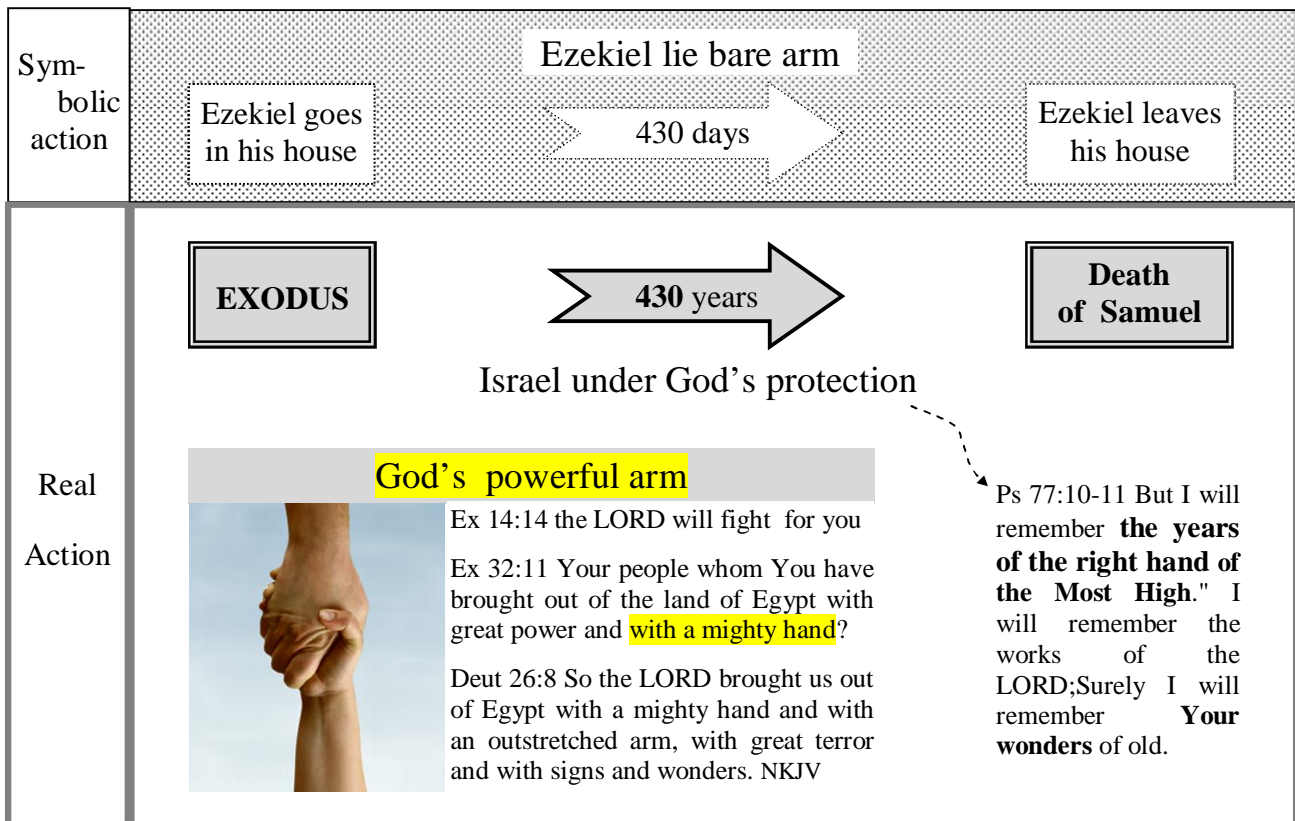 Sym-
bolic
action
Ezekiel lie bare arm
Ezekiel goes
in his house
430 days
Ezekiel leaves
his house
Real
Action
EXODUS
430 years
Death
of Samuel
Israel under God’s protection
God’s powerful arm
Ex 14:14 the LORD will fight for you
Ex 32:11 Your people whom You have
brought out of the land of Egypt with
great power and with a mighty hand?
Deut 26:8 So the LORD brought us out
of Egypt with a mighty hand and with
an outstretched arm, with great terror
and with signs and wonders. NKJV
Ps 77:10-11 But I will
remember the years
of the right hand of
the Most High." I
will remember the
works of the
LORD;Surely I will
remember Your
wonders of old.